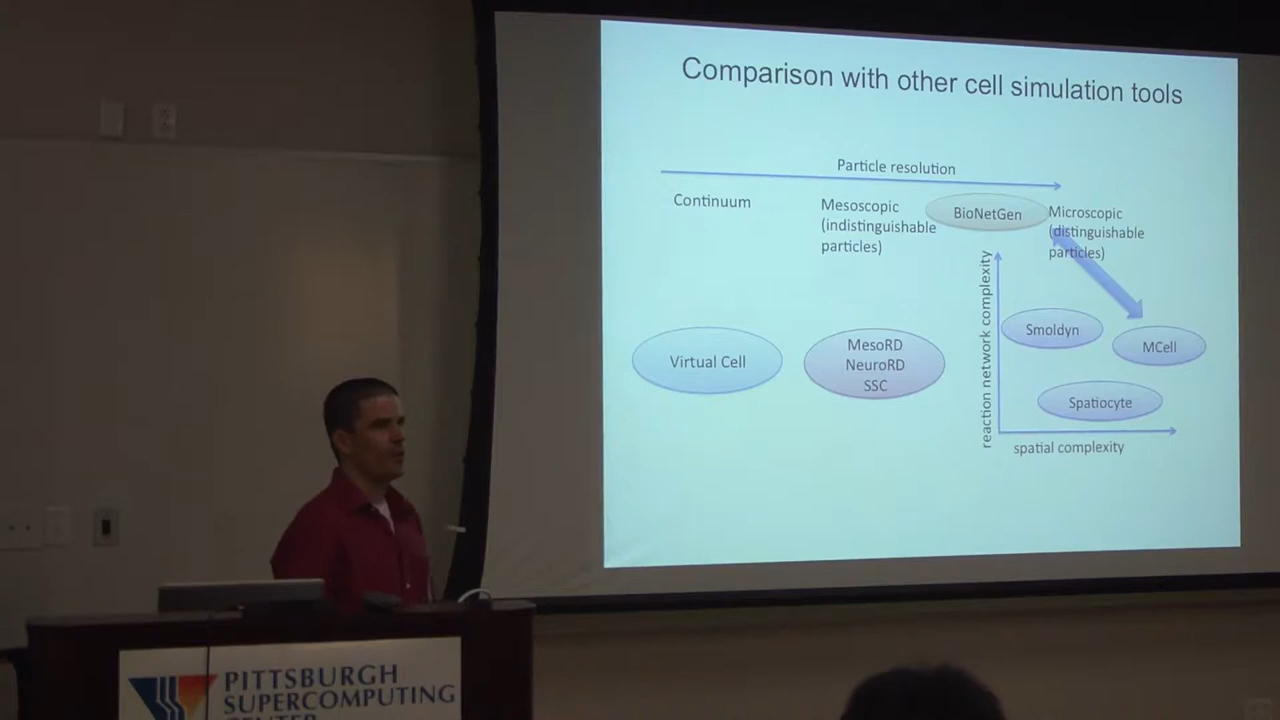 Comparison with other cell simulation tools
Particle resolution
Continuum
Mesoscopic
(indistinguishable
particles)
BioNetGen
Microscopic
(distinguishable
particles)
reaction network complexity
Virtual Cell
MesoRD
NeuroRD
SSC
Smoldyn
MCell
Spatiocyte
spatial complexity
PITTSBURGH
SUPERCOMPUTING
CENTER